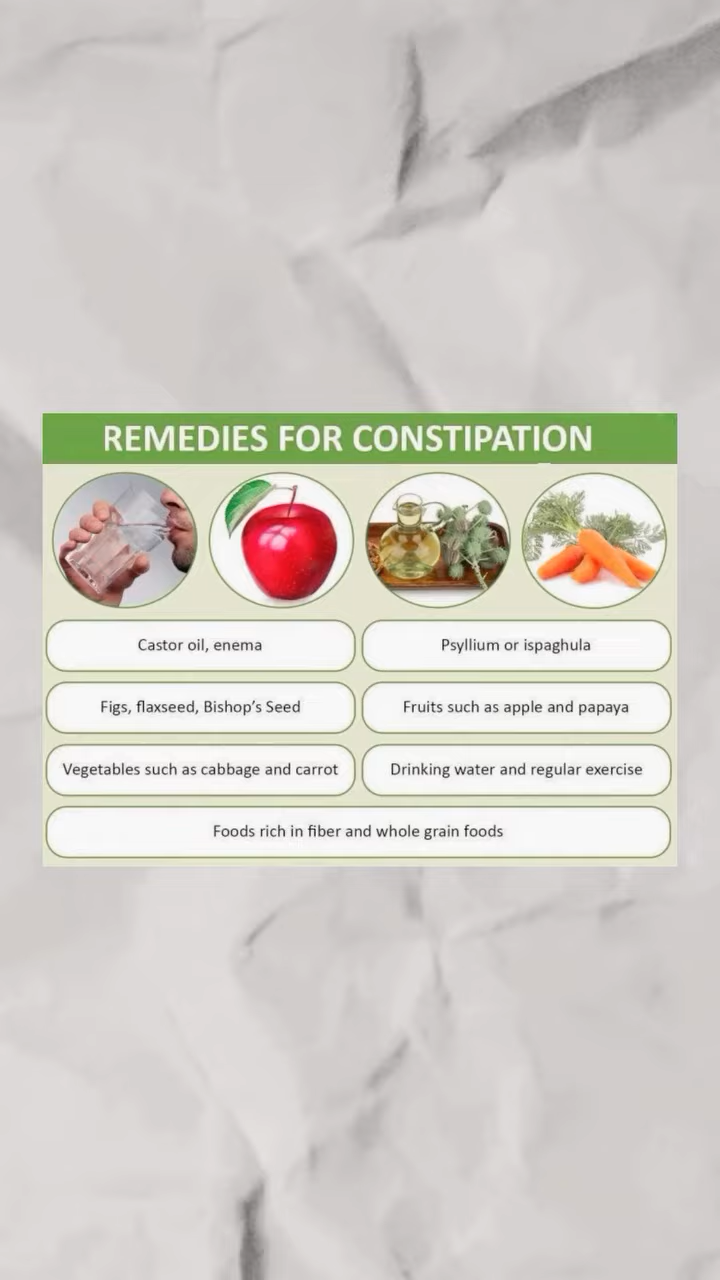 REMEDIES FOR CONSTIPATION
Castor oil, enema
Psyllium or ispaghula
Figs, flaxseed, Bishop’s Seed
Fruits such as apple and papaya
Vegetables such as cabbage and carrot
Drinking water and regular exercise
Foods rich in fiber and whole grain foods